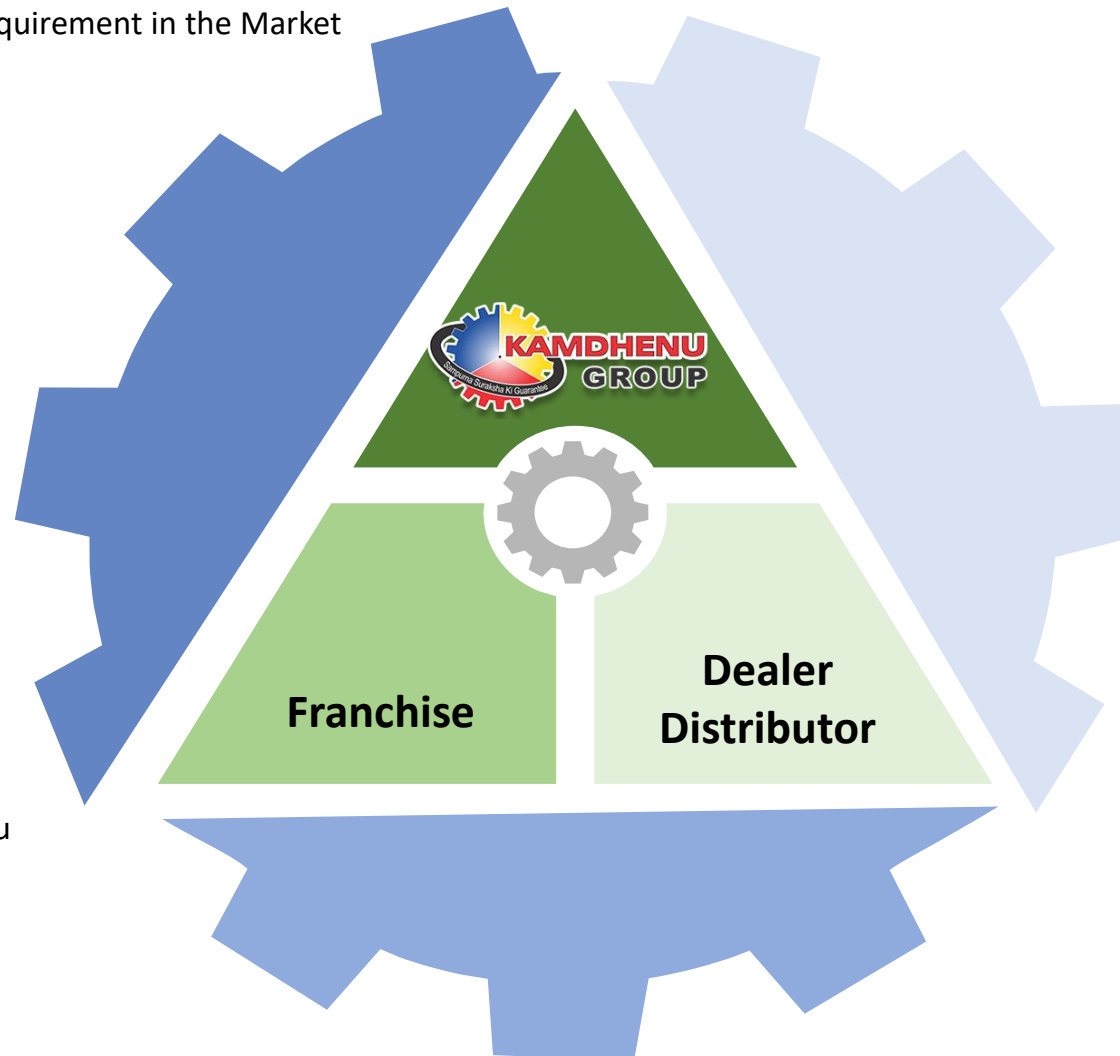 quirement in the Market
KAMDHENU
GROUP
Sampurna Suraksha Ki Guarantee
Franchise
Dealer
Distributor
u